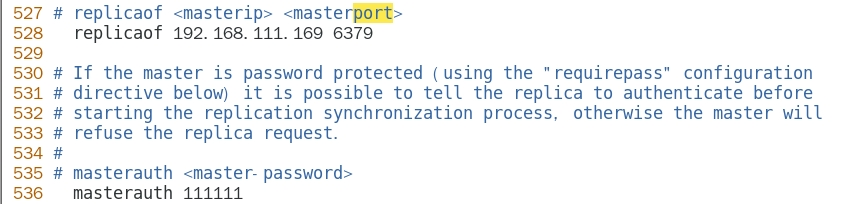 527 # replicaof <masterip> <masterport>
528   replicaof 192.168.111.169 6379
529
530 # If the master is password protected (using the "requirepass" configuration
531 # directive below) it is possible to tell the replica to authenticate before
532 # starting the replication synchronization process, otherwise the master will
533 # refuse the replica request.
534 #
535 # masterauth <master-password>
536   masterauth 111111